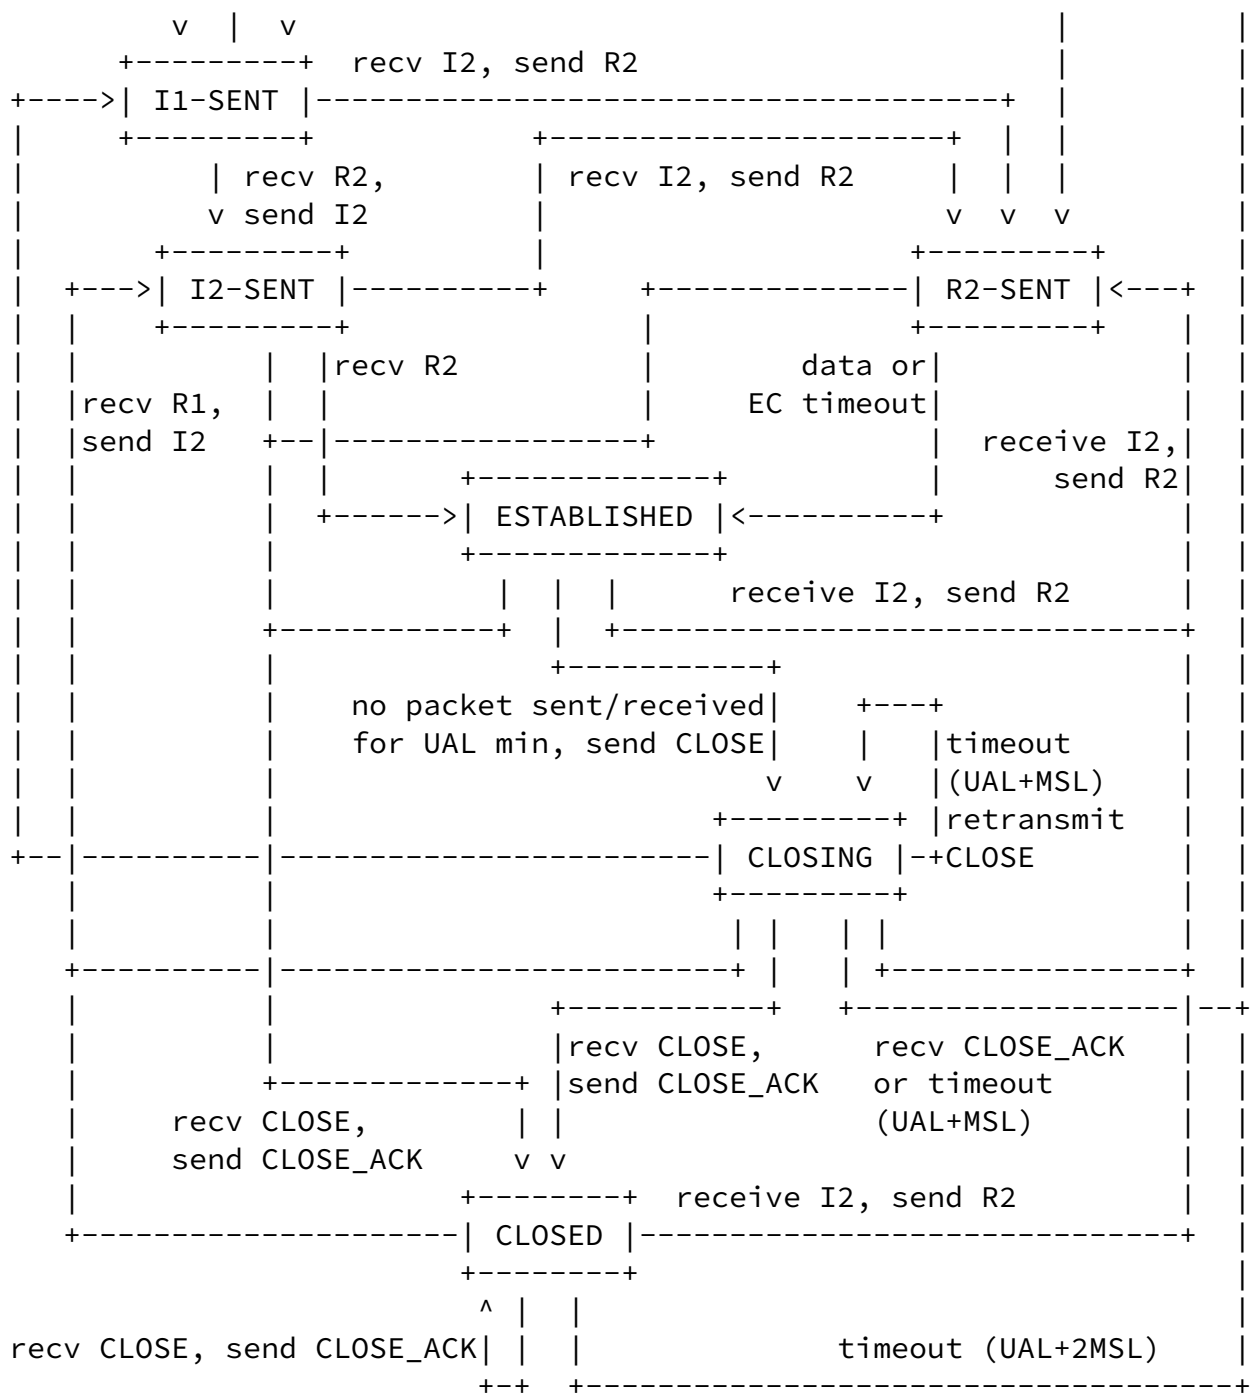 recv I2, send R2
I1-SENT
recv R2, recv I2, send R2
send I2
I2-SENT R2-SENT
recv R2 data or
recv R1, EC timeout
send I2 receive I2,
send R2
ESTABLISHED
receive I2, send R2
no packet sent/received
for UAL min, send CLOSE timeout
(UAL+MSL)
retransmit
CLOSING CLOSE
recv CLOSE, recv CLOSE_ACK
send CLOSE_ACK or timeout
recv CLOSE, (UAL+MSL)
send CLOSE_ACK
receive I2, send R2
CLOSED
recv CLOSE, send CLOSE_ACK timeout (UAL+2MSL)